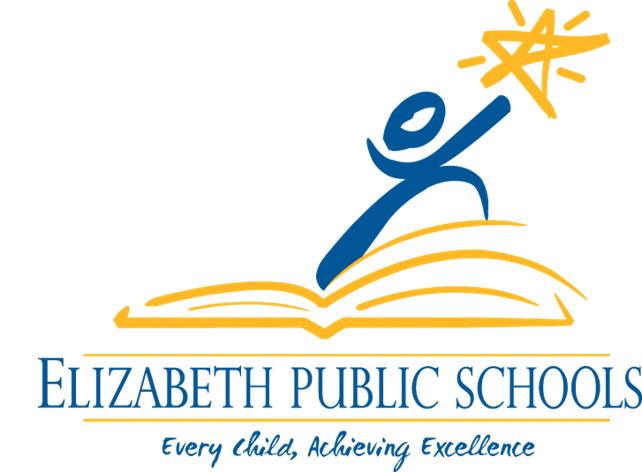 ELIZABETH PUBLIC SCHOOLS
Every Child, Achieving Excellence